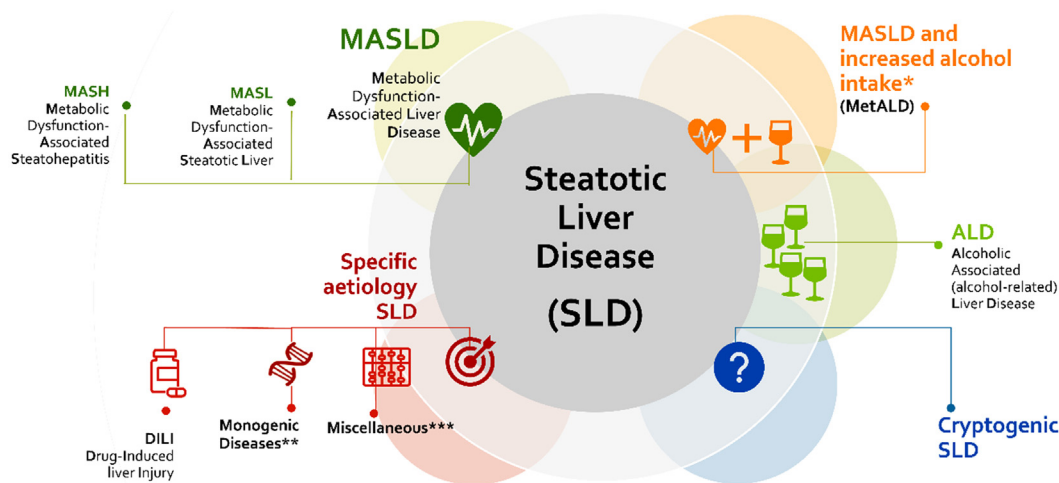 MASLD
Metabolic
Dysfunction-
Associated Liver
Disease
MASH
Metabolic
Dysfunction-
Associated
Steatohepatitis
MASL
Metabolic
Dysfunction-
Associated
Steatotic Liver
MASLD and
increased alcohol
intake*
(MetALD)
Steatotic
Liver
Disease
(SLD)
ALD
Alcoholic
Associated
(alcohol-related)
Liver Disease
Specific
aetiology
SLD
DILI
Drug-Induced
liver Injury
Monogenic
Diseases**
Miscellaneous***
?
Cryptogenic
SLD